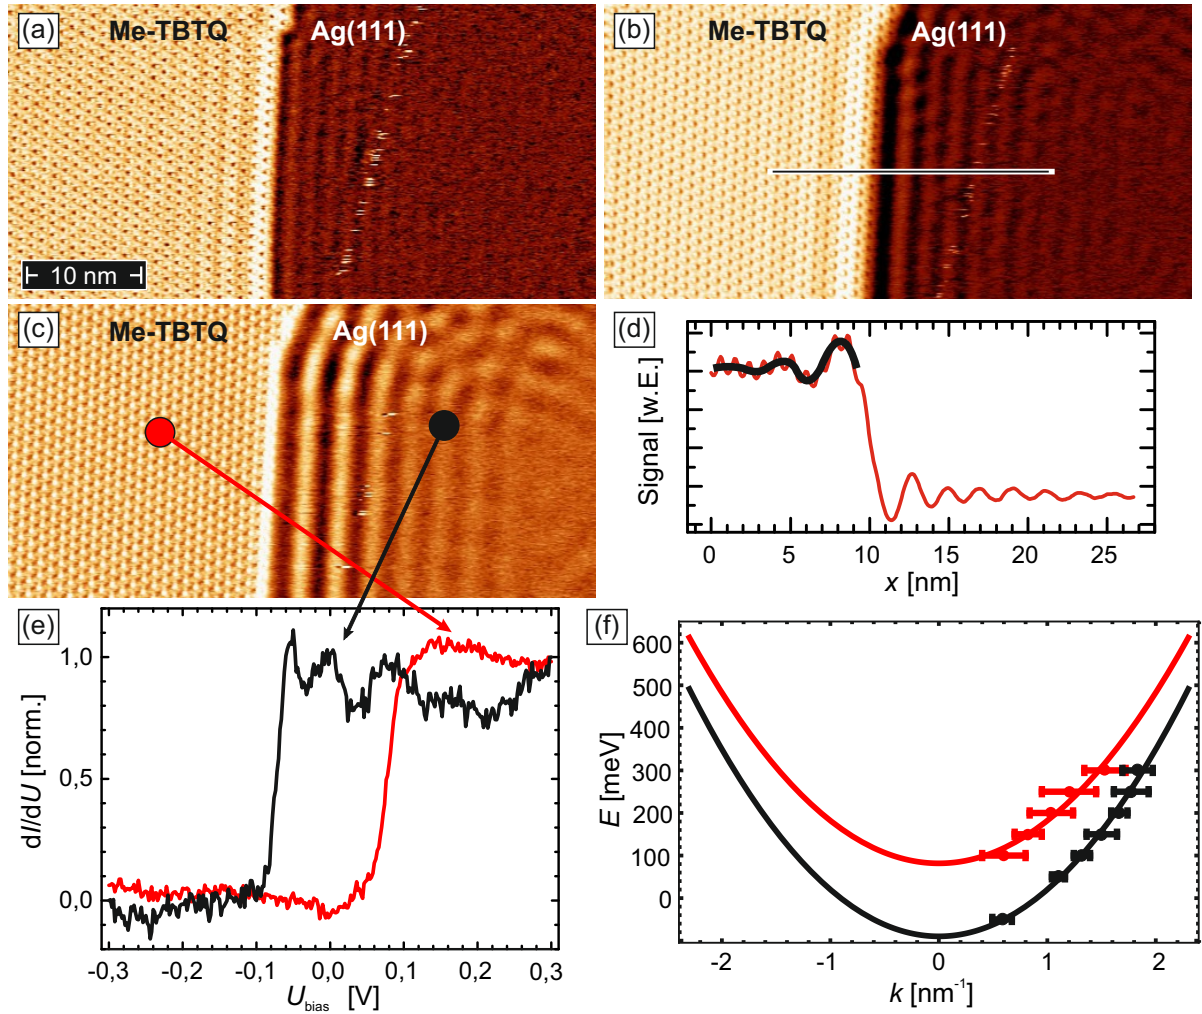 (a) Me-TBTQ Ag(111)
10 nm
(b) Me-TBTQ Ag(111)
(c) Me-TBTQ Ag(111)
(d)
Signal [w.E.]
0 5 10 15 20 25
x [nm]
(e)
dI/dU [norm.]
1,0
0,5
0,0
-0,3 -0,2 -0,1 0,0 0,1 0,2 0,3
U_bias [V]
(f)
E [meV]
600
500
400
300
200
100
0
-2 -1 0 1 2
k [nm⁻¹]